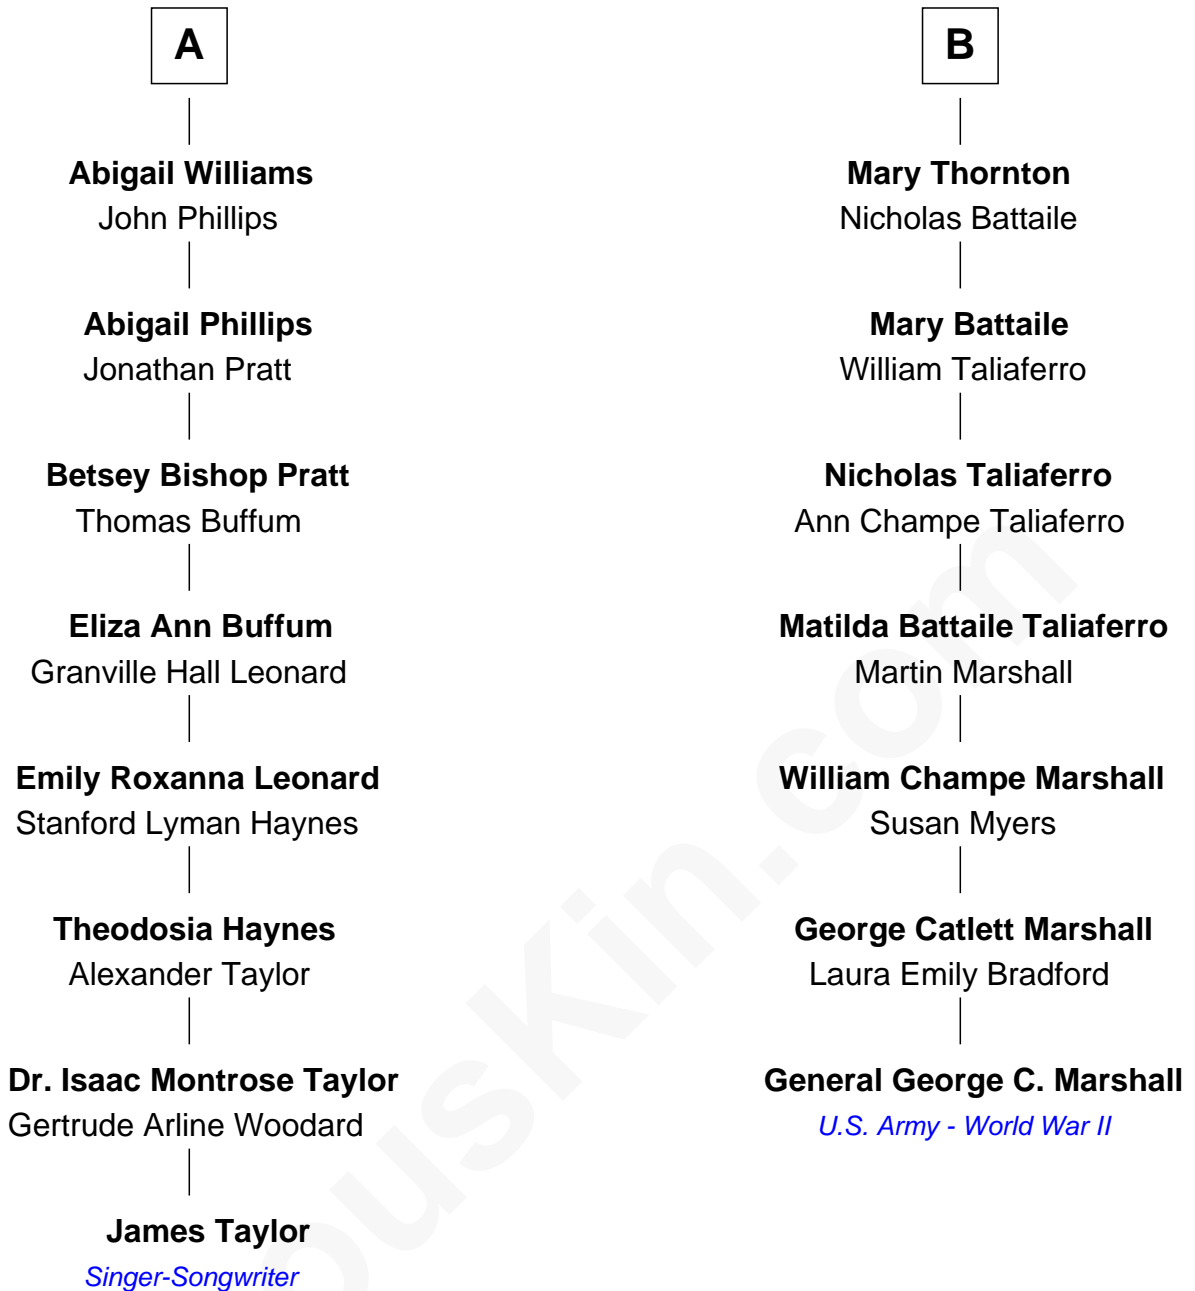 A
Abigail Williams
John Phillips
Abigail Phillips
Jonathan Pratt
Betsey Bishop Pratt
Thomas Buffum
Eliza Ann Buffum
Granville Hall Leonard
Emily Roxanna Leonard
Stanford Lyman Haynes
Theodosia Haynes
Alexander Taylor
Dr. Isaac Montrose Taylor
Gertrude Arline Woodard
James Taylor
Singer-Songwriter
B
Mary Thornton
Nicholas Battaile
Mary Battaile
William Taliaferro
Nicholas Taliaferro
Ann Champe Taliaferro
Matilda Battaile Taliaferro
Martin Marshall
William Champe Marshall
Susan Myers
George Catlett Marshall
Laura Emily Bradford
General George C. Marshall
U.S. Army - World War II
ousKin.com